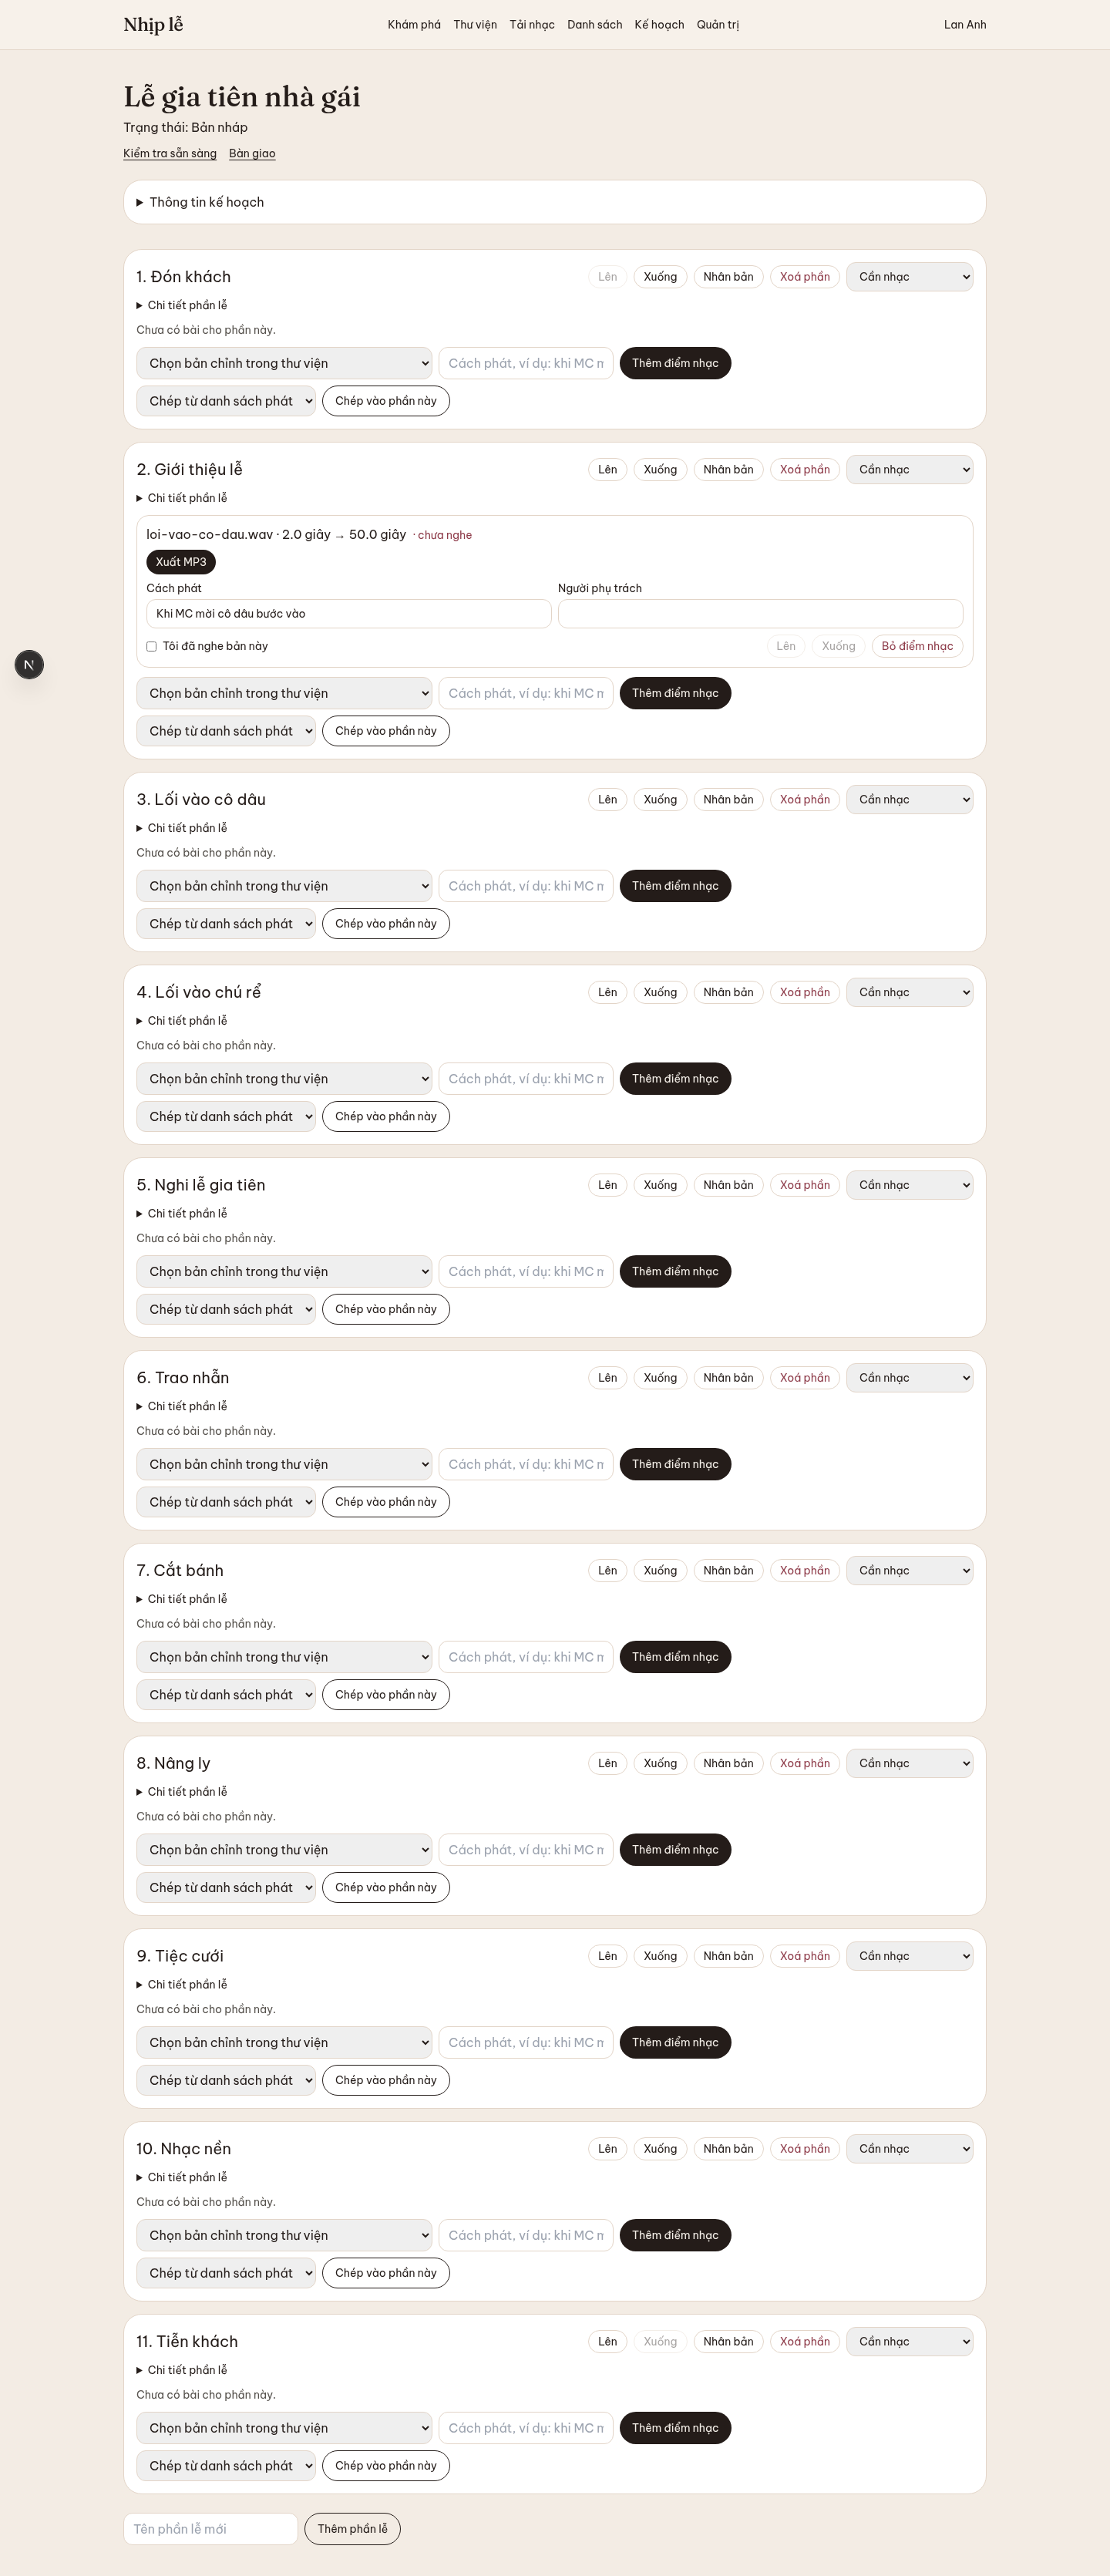 Nhịp lễ
Khám phá Thư viện Tải nhạc Danh sách Kế hoạch Quản trị
Lan Anh
Lễ gia tiên nhà gái
Trạng thái: Bản nháp
Kiểm tra sẵn sàng Bàn giao
Thông tin kế hoạch
1. Đón khách
Lên Xuống Nhân bản Xoá phần Cần nhạc
Chi tiết phần lễ
Chưa có bài cho phần này.
Chọn bản chỉnh trong thư viện Cách phát, ví dụ: khi MC m Thêm điểm nhạc
Chép từ danh sách phát Chép vào phần này
2. Giới thiệu lễ
Lên Xuống Nhân bản Xoá phần Cần nhạc
Chi tiết phần lễ
loi-vao-co-dau.wav · 2.0 giây → 50.0 giây · chưa nghe
Xuất MP3
Cách phát Người phụ trách
Khi MC mời cô dâu bước vào
Tôi đã nghe bản này Lên Xuống Bỏ điểm nhạc
Chọn bản chỉnh trong thư viện Cách phát, ví dụ: khi MC m Thêm điểm nhạc
Chép từ danh sách phát Chép vào phần này
N
3. Lối vào cô dâu
Lên Xuống Nhân bản Xoá phần Cần nhạc
Chi tiết phần lễ
Chưa có bài cho phần này.
Chọn bản chỉnh trong thư viện Cách phát, ví dụ: khi MC m Thêm điểm nhạc
Chép từ danh sách phát Chép vào phần này
4. Lối vào chú rể
Lên Xuống Nhân bản Xoá phần Cần nhạc
Chi tiết phần lễ
Chưa có bài cho phần này.
Chọn bản chỉnh trong thư viện Cách phát, ví dụ: khi MC m Thêm điểm nhạc
Chép từ danh sách phát Chép vào phần này
5. Nghi lễ gia tiên
Lên Xuống Nhân bản Xoá phần Cần nhạc
Chi tiết phần lễ
Chưa có bài cho phần này.
Chọn bản chỉnh trong thư viện Cách phát, ví dụ: khi MC m Thêm điểm nhạc
Chép từ danh sách phát Chép vào phần này
6. Trao nhẫn
Lên Xuống Nhân bản Xoá phần Cần nhạc
Chi tiết phần lễ
Chưa có bài cho phần này.
Chọn bản chỉnh trong thư viện Cách phát, ví dụ: khi MC m Thêm điểm nhạc
Chép từ danh sách phát Chép vào phần này
7. Cắt bánh
Lên Xuống Nhân bản Xoá phần Cần nhạc
Chi tiết phần lễ
Chưa có bài cho phần này.
Chọn bản chỉnh trong thư viện Cách phát, ví dụ: khi MC m Thêm điểm nhạc
Chép từ danh sách phát Chép vào phần này
8. Nâng ly
Lên Xuống Nhân bản Xoá phần Cần nhạc
Chi tiết phần lễ
Chưa có bài cho phần này.
Chọn bản chỉnh trong thư viện Cách phát, ví dụ: khi MC m Thêm điểm nhạc
Chép từ danh sách phát Chép vào phần này
9. Tiệc cưới
Lên Xuống Nhân bản Xoá phần Cần nhạc
Chi tiết phần lễ
Chưa có bài cho phần này.
Chọn bản chỉnh trong thư viện Cách phát, ví dụ: khi MC m Thêm điểm nhạc
Chép từ danh sách phát Chép vào phần này
10. Nhạc nền
Lên Xuống Nhân bản Xoá phần Cần nhạc
Chi tiết phần lễ
Chưa có bài cho phần này.
Chọn bản chỉnh trong thư viện Cách phát, ví dụ: khi MC m Thêm điểm nhạc
Chép từ danh sách phát Chép vào phần này
11. Tiễn khách
Lên Xuống Nhân bản Xoá phần Cần nhạc
Chi tiết phần lễ
Chưa có bài cho phần này.
Chọn bản chỉnh trong thư viện Cách phát, ví dụ: khi MC m Thêm điểm nhạc
Chép từ danh sách phát Chép vào phần này
Tên phần lễ mới Thêm phần lễ